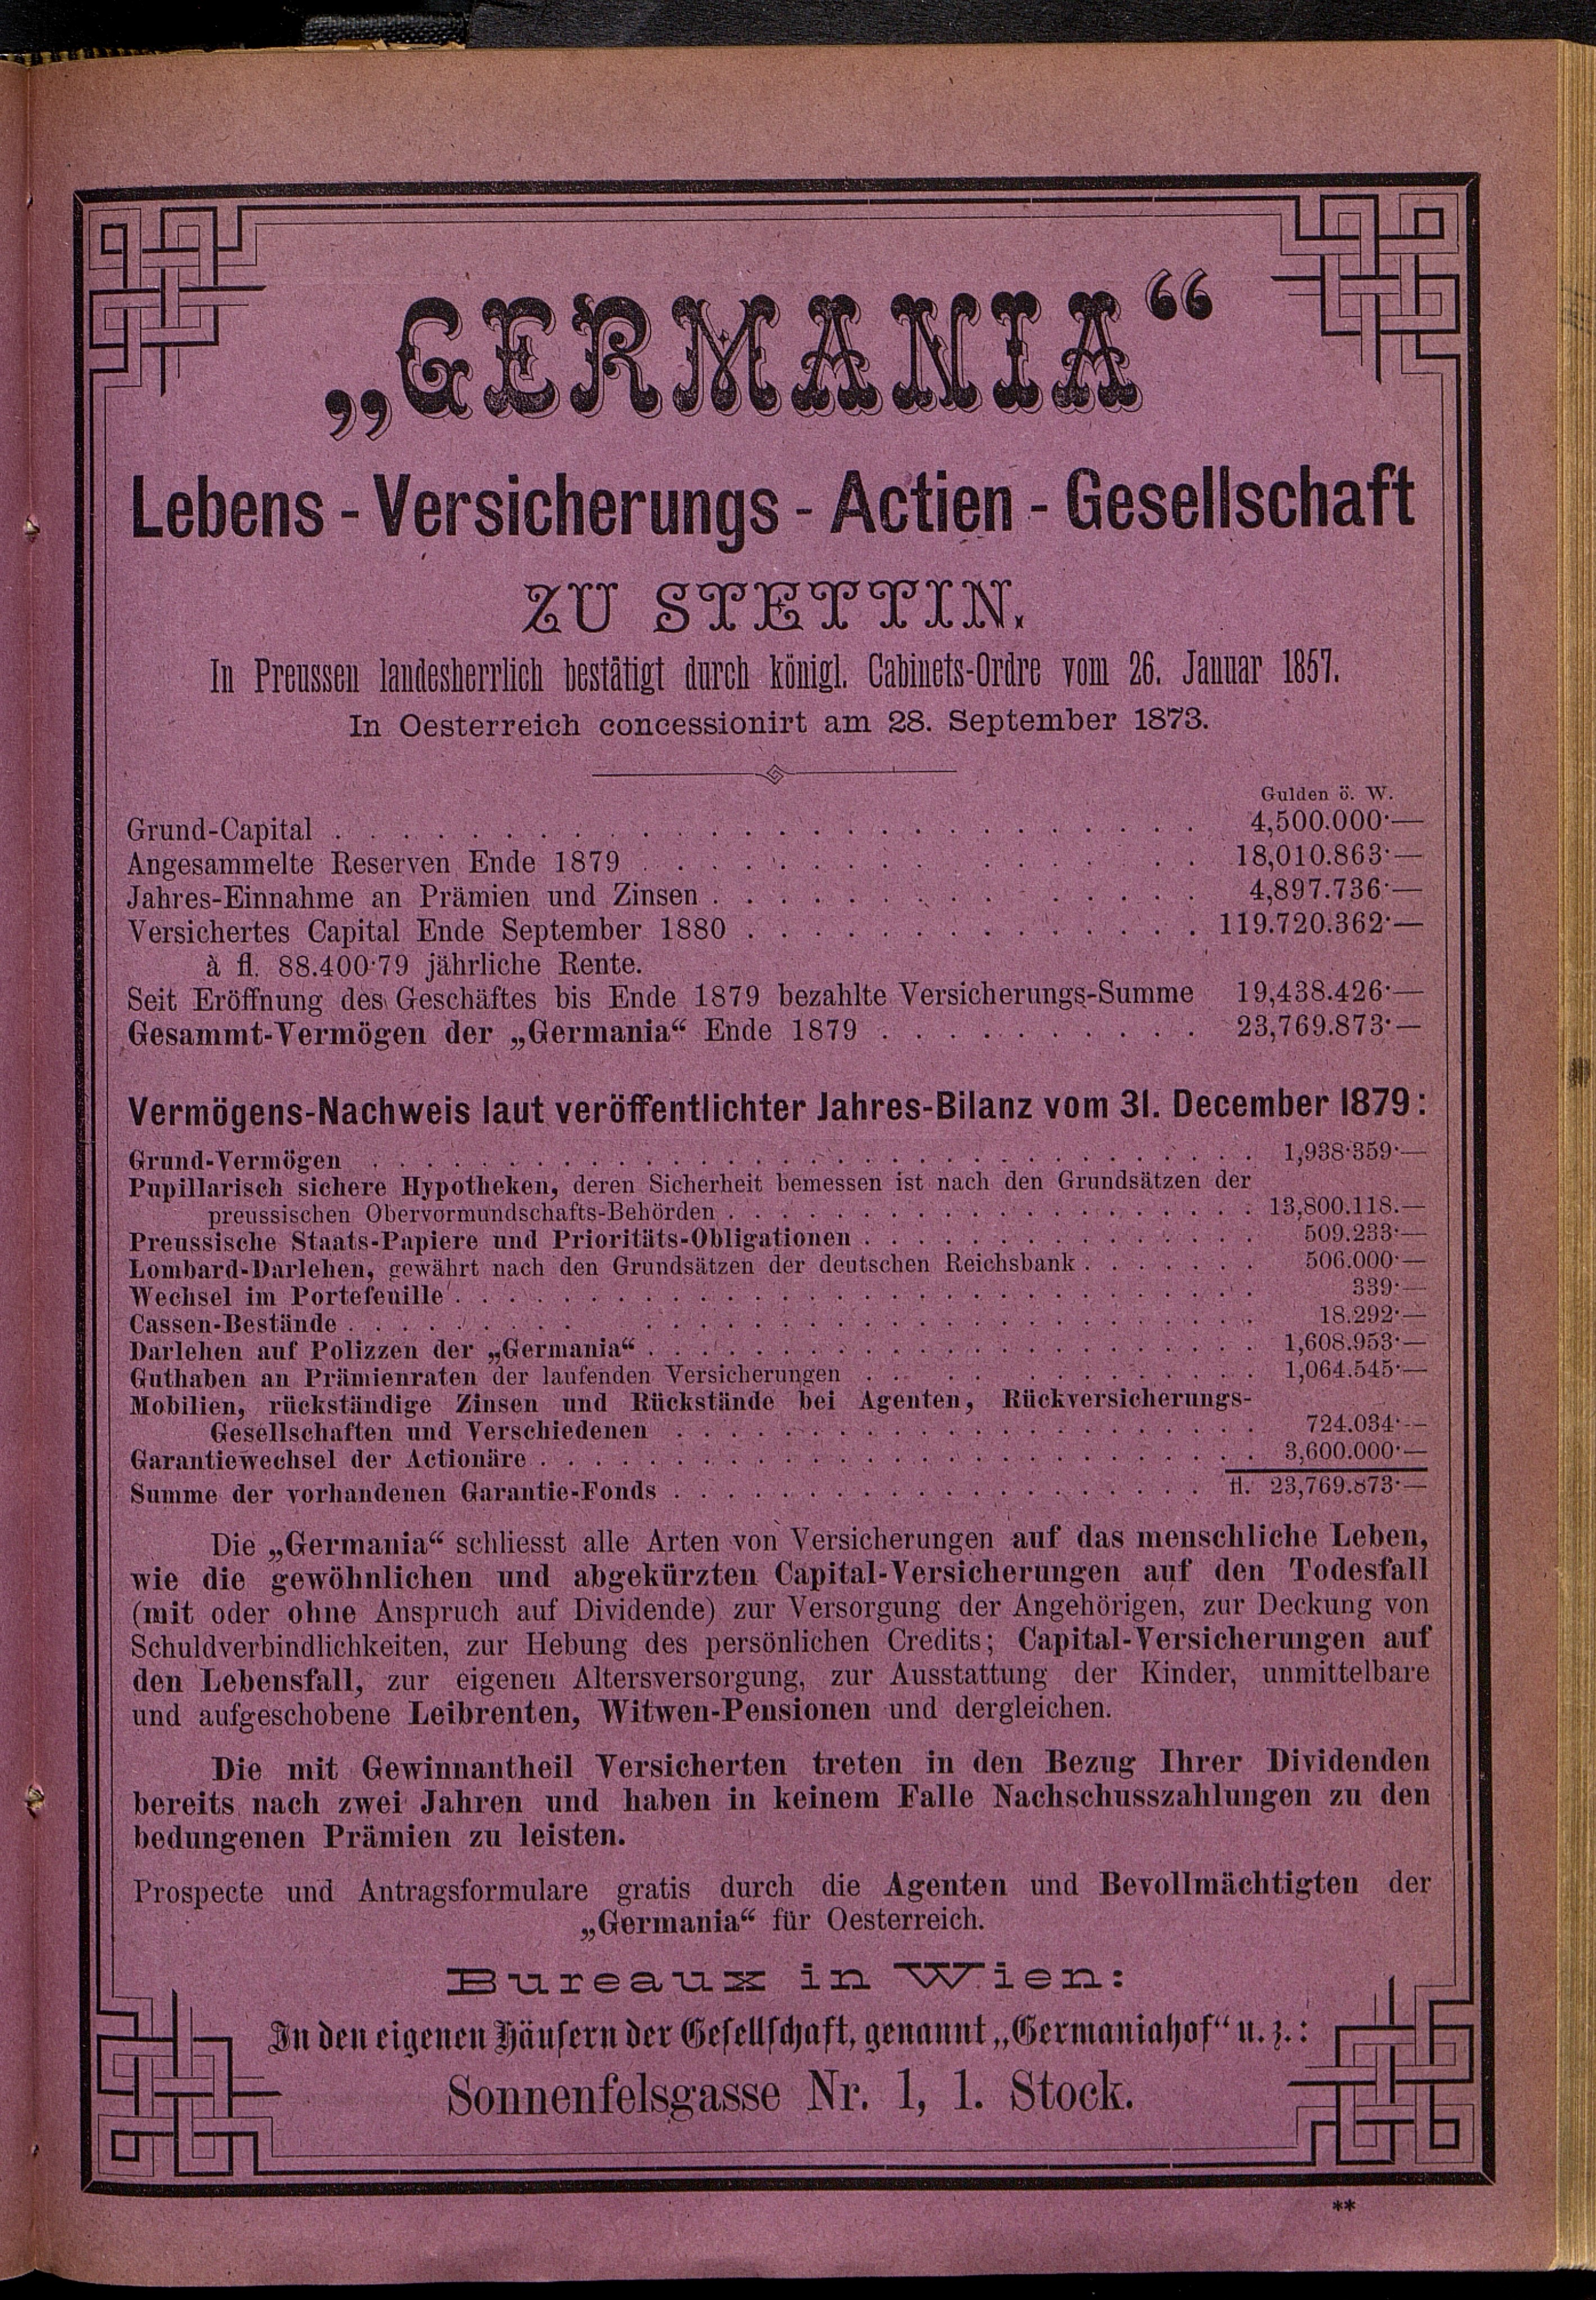 „GERMANIA“
Lebens - Versicherungs - Actien - Gesellschaft
ZU STETTIN.
In Preussen landesherrlich bestätigt durch königl. Cabinets-Ordre vom 26. Januar 1857.
In Oesterreich concessionirt am 28. September 1873.
Gulden ö. W.
Grund-Capital . . . . . . . . . . 4,500.000·—
Angesammelte Reserven Ende 1879 . . . . . . . . . . 18,010.863·—
Jahres-Einnahme an Prämien und Zinsen . . . . . . . . . . 4,897.736·—
Versichertes Capital Ende September 1880 . . . . . . . . . . 119.720.362·—
à fl. 88.400·79 jährliche Rente.
Seit Eröffnung des Geschäftes bis Ende 1879 bezahlte Versicherungs-Summe 19,438.426·—
Gesammt-Vermögen der „Germania“ Ende 1879 . . . . . . . . . . 23,769.873·—
Vermögens-Nachweis laut veröffentlichter Jahres-Bilanz vom 31. December 1879:
Grund-Vermögen . . . . . . . . . . 1,938·359·—
Pupillarisch sichere Hypotheken, deren Sicherheit bemessen ist nach den Grundsätzen der
preussischen Obervormundschafts-Behörden . . . . . . . . . . 13,800.118.—
Preussische Staats-Papiere und Prioritäts-Obligationen . . . . . . . . . . 509.233·—
Lombard-Darlehen, gewährt nach den Grundsätzen der deutschen Reichsbank . . . . . . . 506.000·—
Wechsel im Portefeuille . . . . . . . . . . 339·—
Cassen-Bestände . . . . . . . . . . 18.292·—
Darlehen auf Polizzen der „Germania“ . . . . . . . . . . 1,608.953·—
Guthaben an Prämienraten der laufenden Versicherungen . . . . . . . . . . 1,064.545·—
Mobilien, rückständige Zinsen und Rückstände bei Agenten, Rückversicherungs-
Gesellschaften und Verschiedenen . . . . . . . . . . 724.034·—
Garantiewechsel der Actionäre . . . . . . . . . . 3,600.000·—
Summe der vorhandenen Garantie-Fonds . . . . . . . . . . fl. 23,769.873·—
Die „Germania“ schliesst alle Arten von Versicherungen auf das menschliche Leben,
wie die gewöhnlichen und abgekürzten Capital-Versicherungen auf den Todesfall
(mit oder ohne Anspruch auf Dividende) zur Versorgung der Angehörigen, zur Deckung von
Schuldverbindlichkeiten, zur Hebung des persönlichen Credits; Capital-Versicherungen auf
den Lebensfall, zur eigenen Altersversorgung, zur Ausstattung der Kinder, unmittelbare
und aufgeschobene Leibrenten, Witwen-Pensionen und dergleichen.
Die mit Gewinnantheil Versicherten treten in den Bezug Ihrer Dividenden
bereits nach zwei Jahren und haben in keinem Falle Nachschusszahlungen zu den
bedungenen Prämien zu leisten.
Prospecte und Antragsformulare gratis durch die Agenten und Bevollmächtigten der
„Germania“ für Oesterreich.
Bureaux in Wien:
In den eigenen Häusern der Gesellschaft, genannt „Germaniahof“ u. z.:
Sonnenfelsgasse Nr. 1, 1. Stock.
**